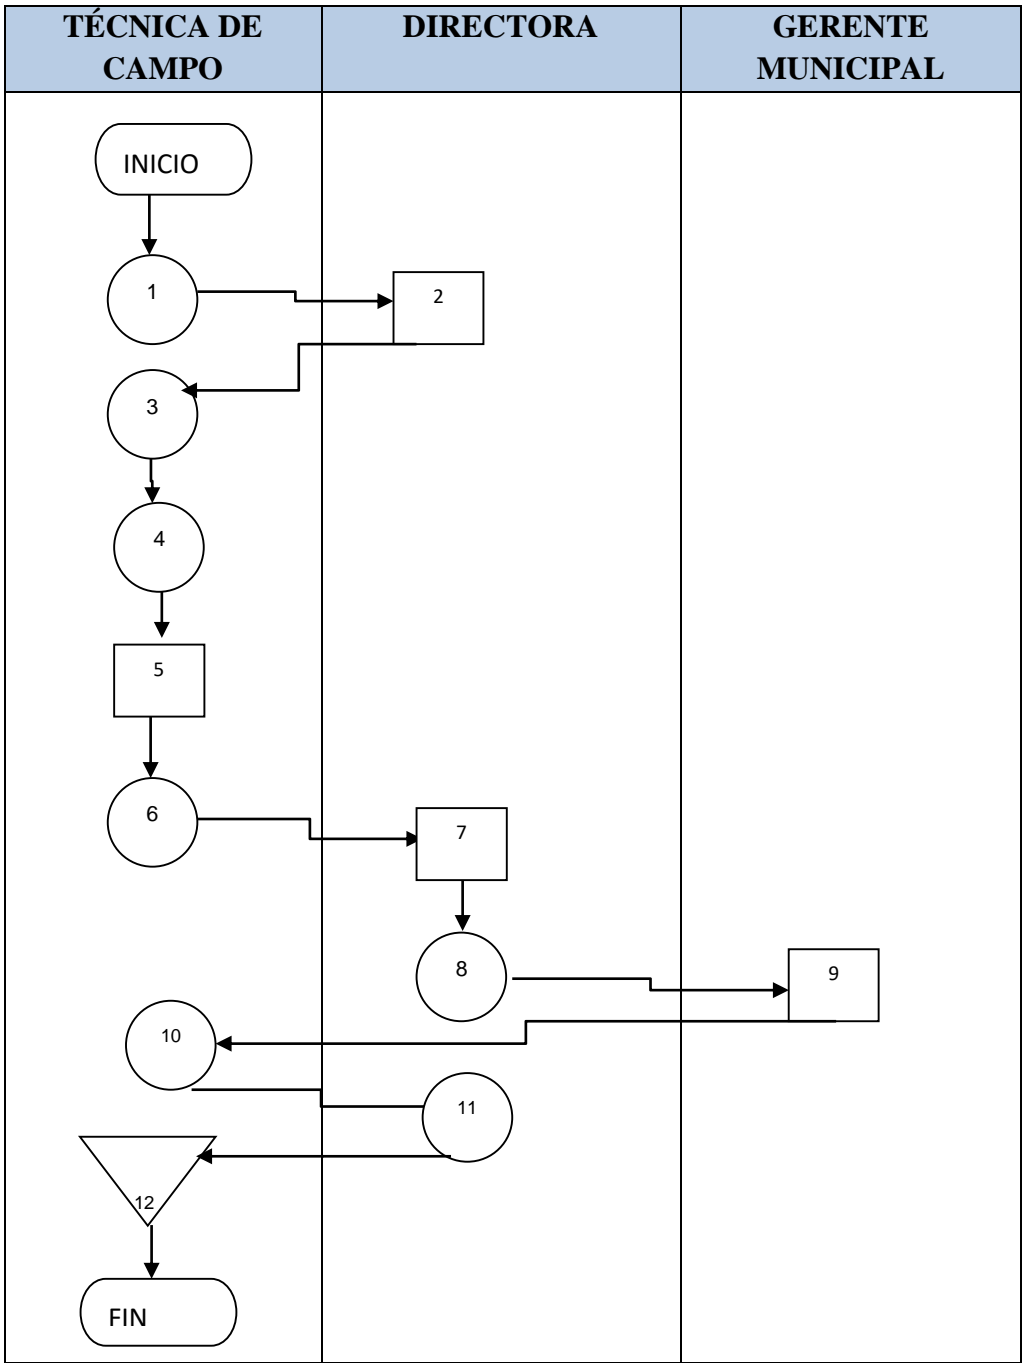 TÉCNICA DE
CAMPO
DIRECTORA
GERENTE
MUNICIPAL
INICIO
1
2
3
4
5
6
7
8
9
10
11
12
FIN